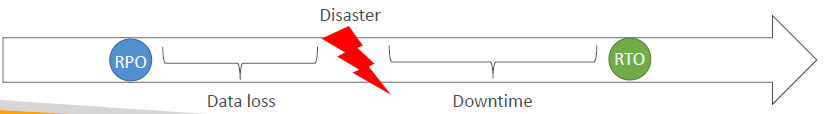 Disaster
RPO
RTO
Data loss
Downtime